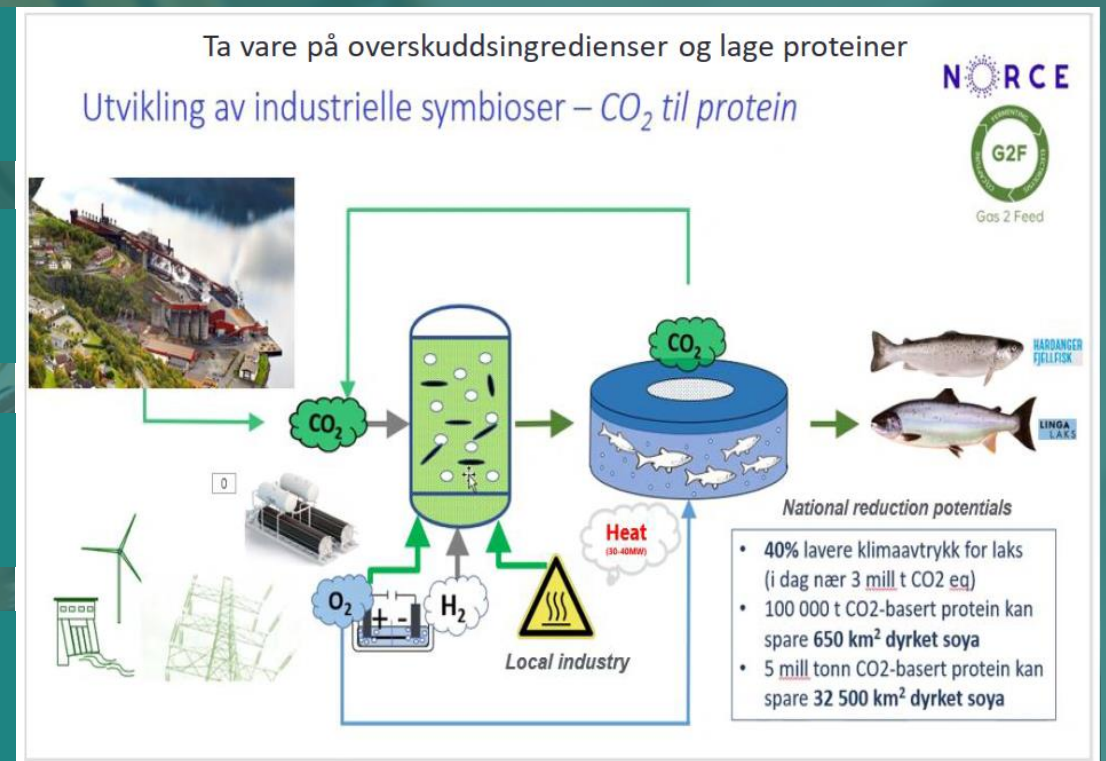 Ta vare på overskuddsingredienser og lage proteiner
Utvikling av industrielle symbioser – CO₂ til protein
NORCE
FERMENTING
G2F
Gas 2 Feed
CO₂
CO₂
HARDANGER
FJELLFISK
LINGA
LAKS
0
Heat
(30-40MW)
O₂
+ -
H₂
Local industry
National reduction potentials
• 40% lavere klimaavtrykk for laks
(i dag nær 3 mill t CO2 eq)
• 100 000 t CO2-basert protein kan
spare 650 km² dyrket soya
• 5 mill tonn CO2-basert protein kan
spare 32 500 km² dyrket soya